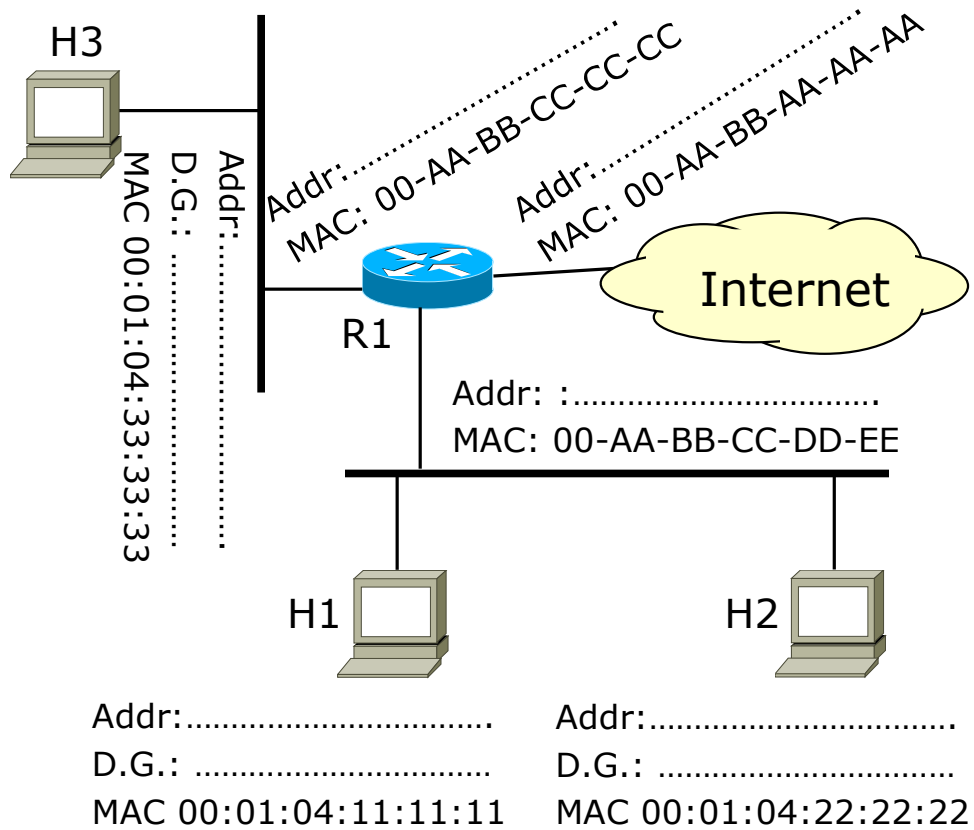 H3
Addr:..................................
D.G.: ..................................
MAC 00:01:04:33:33:33
Addr:..................................
MAC: 00-AA-BB-CC-CC-CC
Addr:..................................
MAC: 00-AA-BB-AA-AA-AA
Internet
R1
Addr: :..................................
MAC: 00-AA-BB-CC-DD-EE
H1
H2
Addr:..................................
D.G.: .................................
MAC 00:01:04:11:11:11
Addr:..................................
D.G.: .................................
MAC 00:01:04:22:22:22